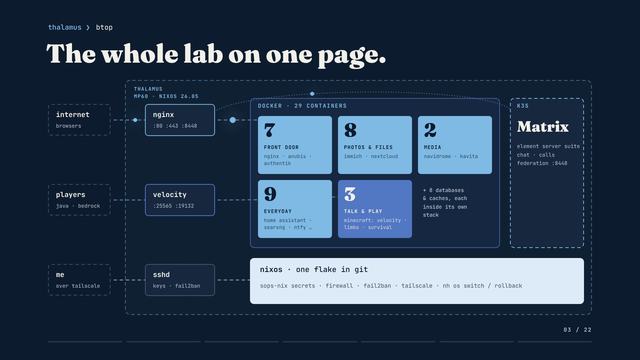 thalamus ❯ btop
The whole lab on one page.
THALAMUS
MP60 · NIXOS 26.05
internet
browsers
nginx
:80 :443 :8448
DOCKER · 29 CONTAINERS
7
FRONT DOOR
nginx · anubis ·
authentik
8
PHOTOS & FILES
immich · nextcloud
2
MEDIA
navidrome · kavita
K3S
Matrix
element server suite
chat · calls
federation :8448
players
java · bedrock
velocity
:25565 :19132
9
EVERYDAY
home assistant ·
searxng · ntfy …
3
TALK & PLAY
minecraft: velocity ·
limbo · survival
+ 8 databases
& caches, each
inside its own
stack
me
over tailscale
sshd
keys · fail2ban
nixos · one flake in git
sops-nix secrets · firewall · fail2ban · tailscale · nh os switch / rollback
03 / 22